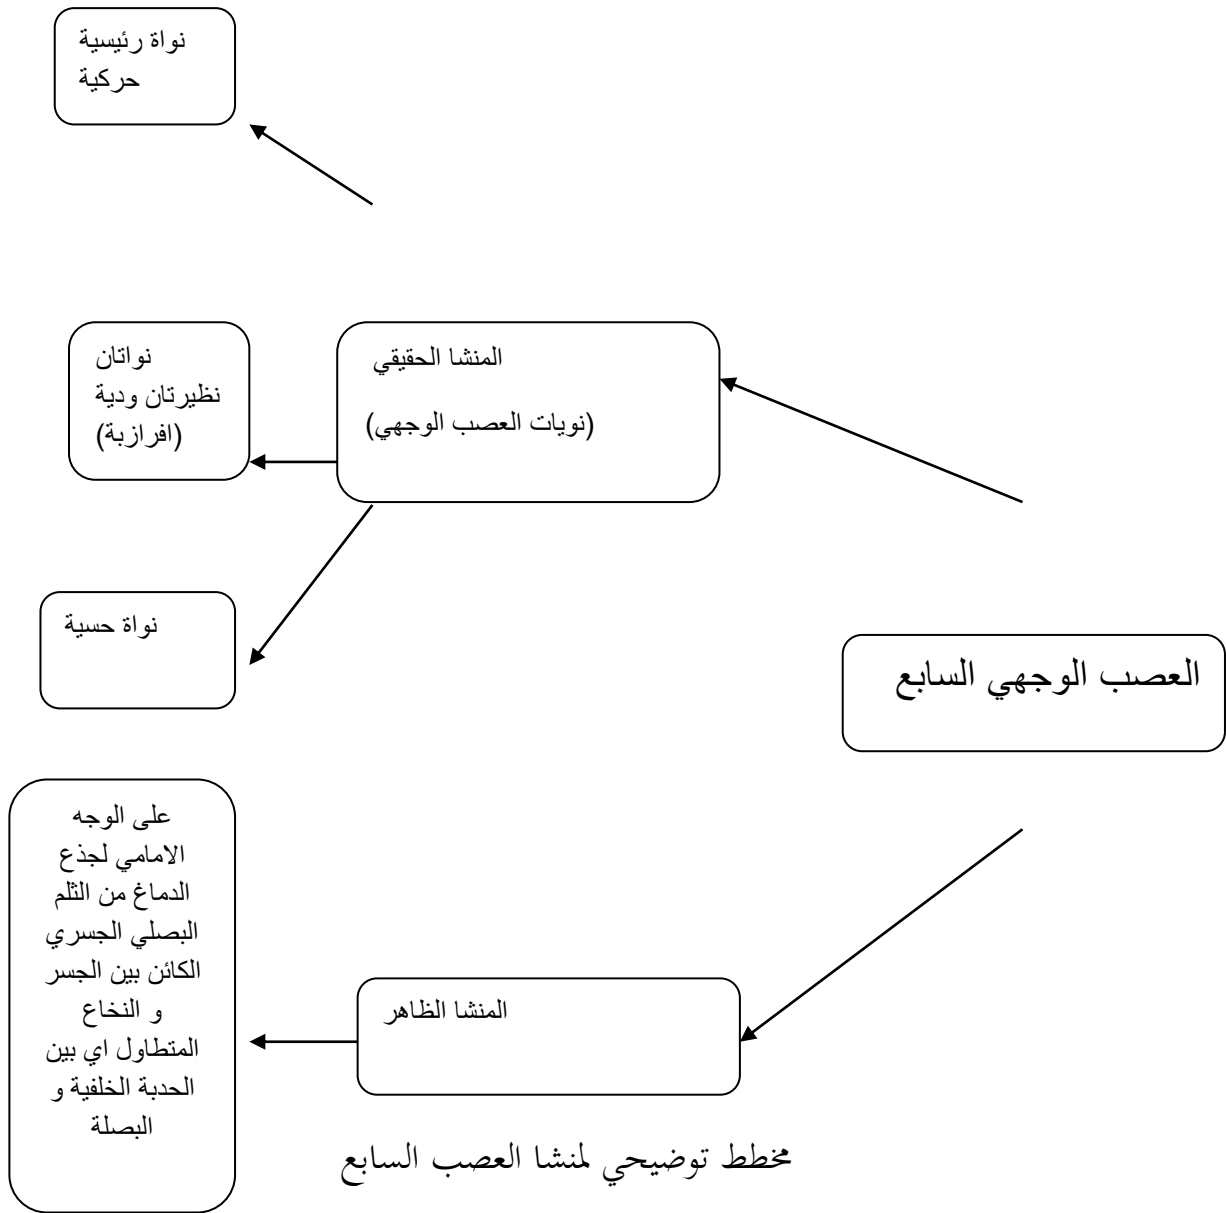 نواة رئيسية
حركية
المنشا الحقيقي
(نويات العصب الوجهي)
نواتان
نظيرتان ودية
(افرازية)
نواة حسية
العصب الوجهي السابع
على الوجه
الامامي لجذع
الدماغ من الثلم
البصلي الجسري
الكائن بين الجسر
و النخاع
المتطاول اي بين
الحدبة الخلفية و
البصلة
المنشا الظاهر
مخطط توضيحي لمنشا العصب السابع